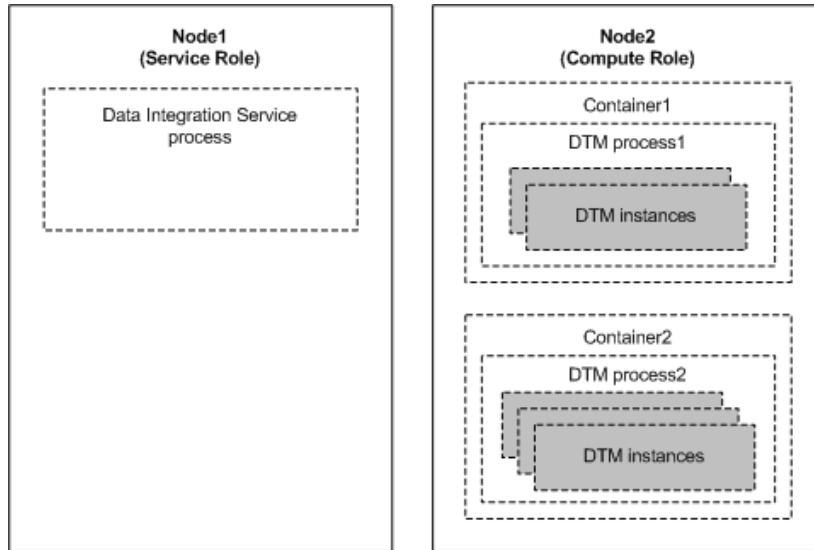 Node1
(Service Role)
Data Integration Service
process
Node2
(Compute Role)
Container1
DTM process1
DTM instances
Container2
DTM process2
DTM instances